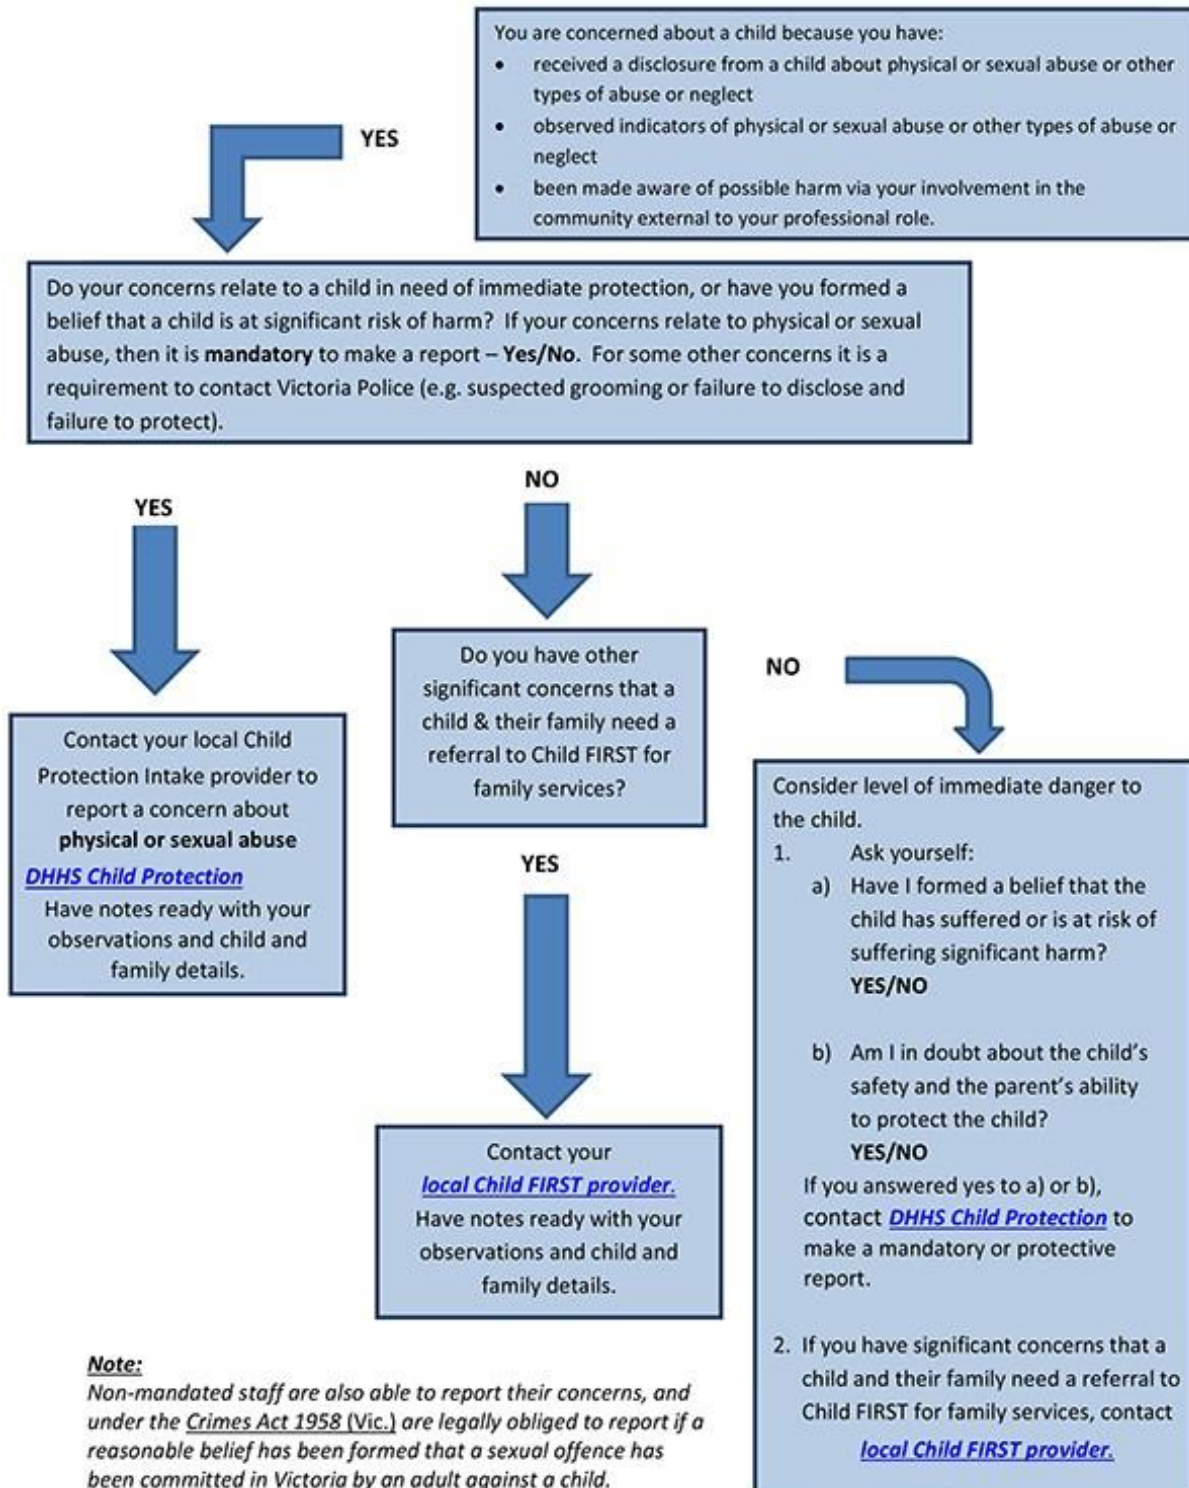 You are concerned about a child because you have:
• received a disclosure from a child about physical or sexual abuse or other
types of abuse or neglect
• observed indicators of physical or sexual abuse or other types of abuse or
neglect
• been made aware of possible harm via your involvement in the
community external to your professional role.
YES
Do your concerns relate to a child in need of immediate protection, or have you formed a
belief that a child is at significant risk of harm? If your concerns relate to physical or sexual
abuse, then it is mandatory to make a report – Yes/No. For some other concerns it is a
requirement to contact Victoria Police (e.g. suspected grooming or failure to disclose and
failure to protect).
YES
NO
Contact your local Child
Protection Intake provider to
report a concern about
physical or sexual abuse
DHHS Child Protection
Have notes ready with your
observations and child and
family details.
Do you have other
significant concerns that a
child & their family need a
referral to Child FIRST for
family services?
YES
NO
Contact your
local Child FIRST provider.
Have notes ready with your
observations and child and
family details.
Consider level of immediate danger to
the child.
1. Ask yourself:
a) Have I formed a belief that the
child has suffered or is at risk of
suffering significant harm?
YES/NO
b) Am I in doubt about the child's
safety and the parent's ability
to protect the child?
YES/NO
If you answered yes to a) or b),
contact DHHS Child Protection to
make a mandatory or protective
report.
2. If you have significant concerns that a
child and their family need a referral to
Child FIRST for family services, contact
local Child FIRST provider.
Note:
Non-mandated staff are also able to report their concerns, and
under the Crimes Act 1958 (Vic.) are legally obliged to report if a
reasonable belief has been formed that a sexual offence has
been committed in Victoria by an adult against a child.